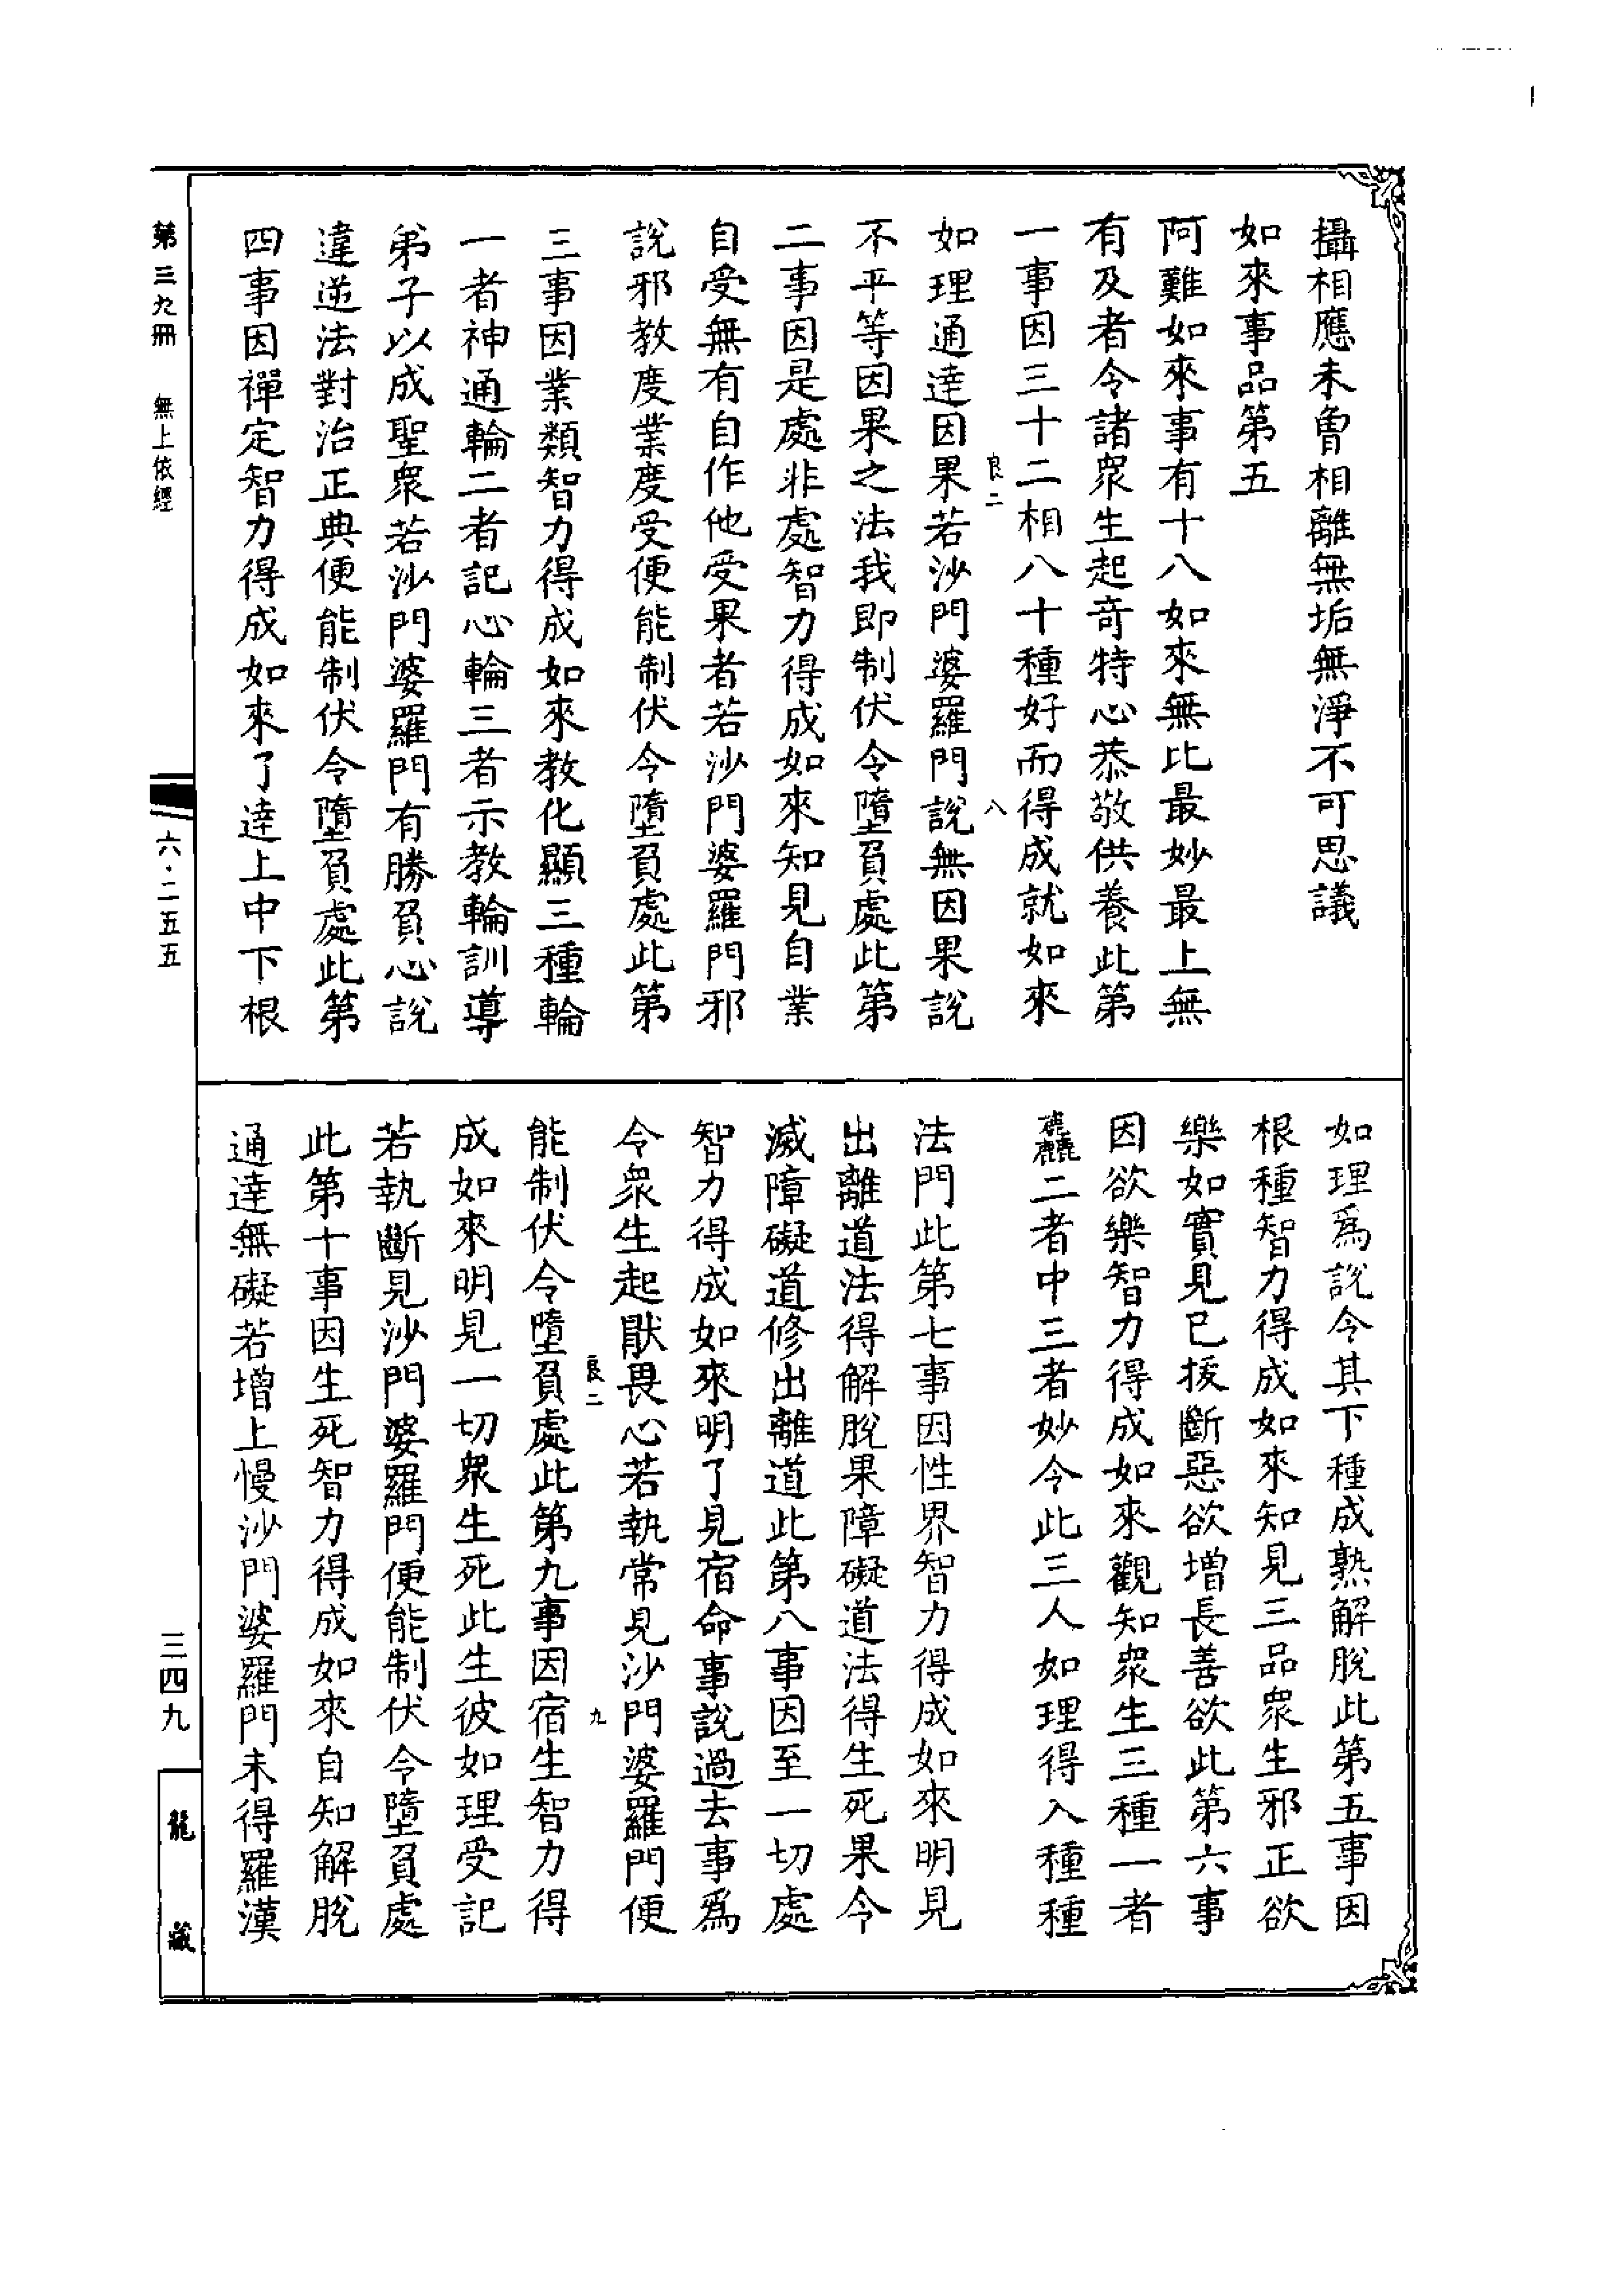 攝相應未曾相離無垢無淨不可思議
如來事品第五
阿難如來事有十八如來無比最妙最上無
有及者令諸衆生起奇特心恭敬供養此第
一事因三十二相八十種好而得成就如來
良二
八
如理通達因果若沙門婆羅門說無因果說
不平等因果之法我即制伏令墮負處此第
二事因是處非處智力得成如來知見自業
自受無有自作他受果者若沙門婆羅門邪
說邪教度業度受便能制伏令墮負處此第
三事因業類智力得成如來教化顯三種輪
一者神通輪二者記心輪三者示教輪訓導
弟子以成聖衆若沙門婆羅門有勝負心說
違逆法對治正典便能制伏令墮負處此第
四事因禪定智力得成如來了達上中下根
如理爲說令其下種成熟解脫此第五事因
根種智力得成如來知見三品衆生邪正欲
樂如實見已援斷惡欲增長善欲此第六事
因欲樂智力得成如來觀知衆生三種一者
麤二者中三者妙令此三人如理得入種種
法門此第七事因性界智力得成如來明見
出離道法得解脫果障礙道法得生死果令
滅障礙道修出離道此第八事因至一切處
智力得成如來明了見宿命事說過去事爲
令衆生起厭畏心若執常見沙門婆羅門便
良二
九
能制伏令墮負處此第九事因宿生智力得
成如來明見一切衆生死此生彼如理受記
若執斷見沙門婆羅門便能制伏令墮負處
此第十事因生死智力得成如來自知解脫
通達無礙若增上慢沙門婆羅門未得羅漢
第三九冊 無上依經
六·二五五
三四九
龍藏